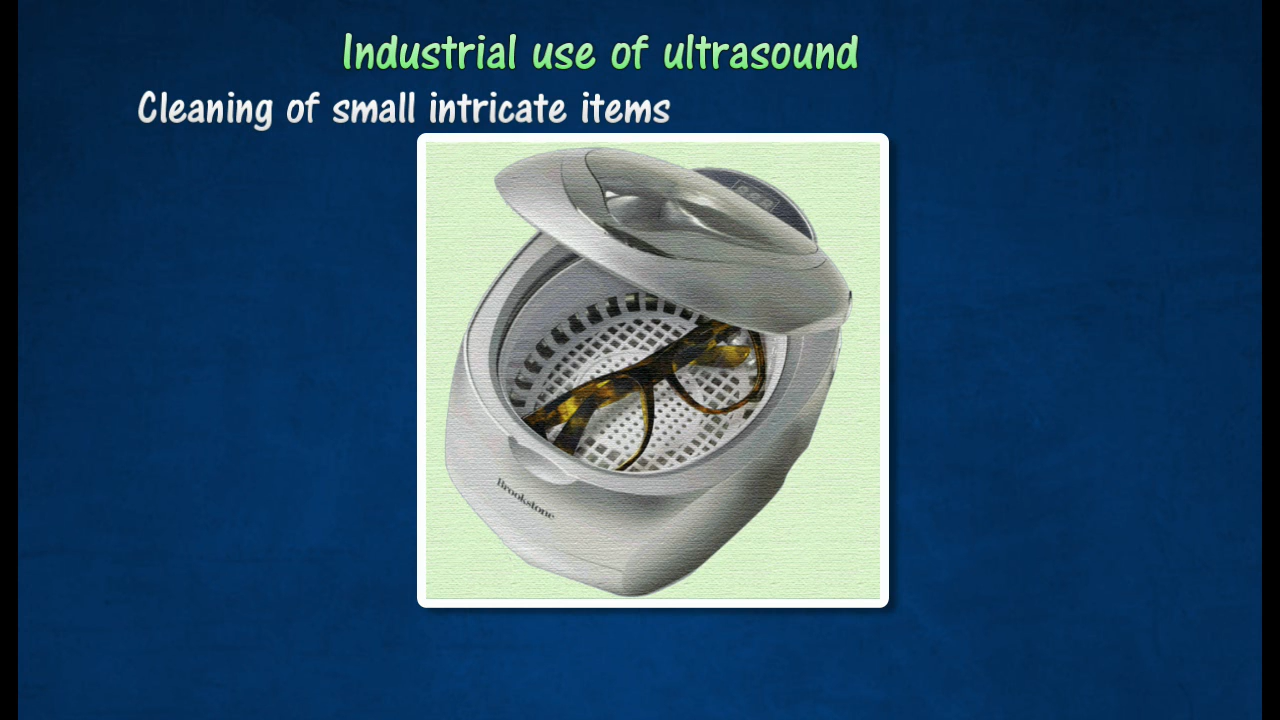 Industrial use of ultrasound
Cleaning of small intricate items
Brookstone